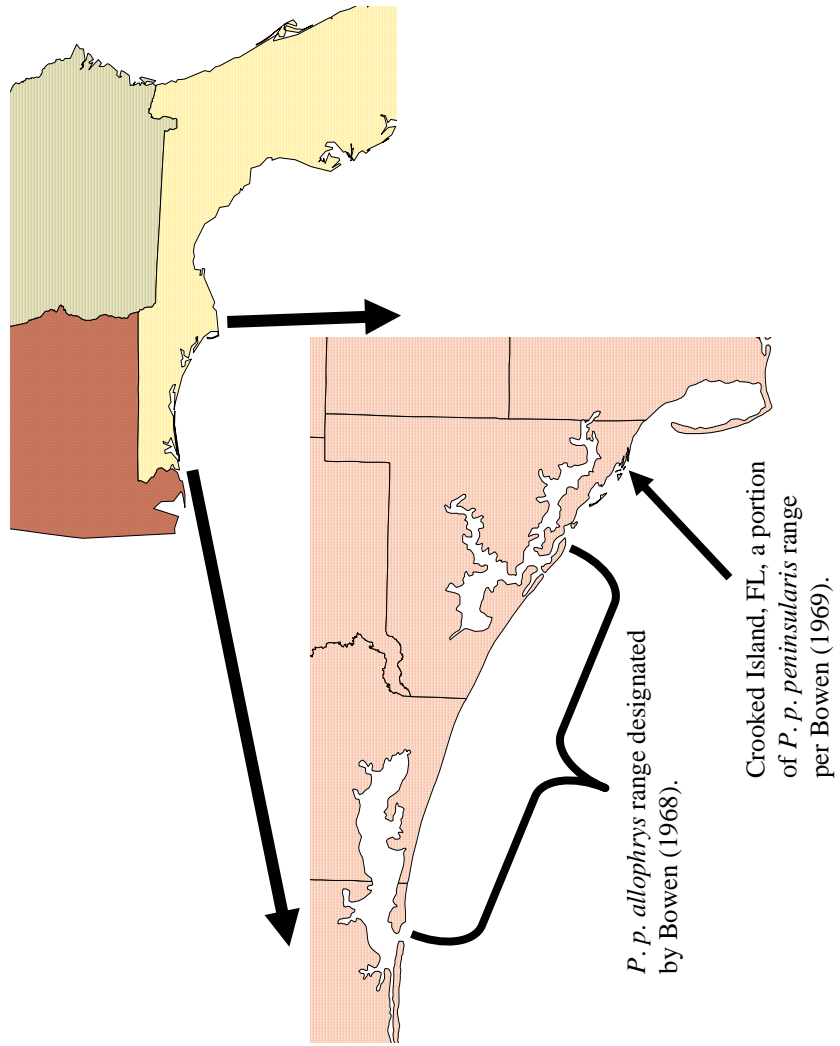 P. p. allophrys range designated
by Bowen (1968).
Crooked Island, FL, a portion
of P. p. peninsularis range
per Bowen (1969).